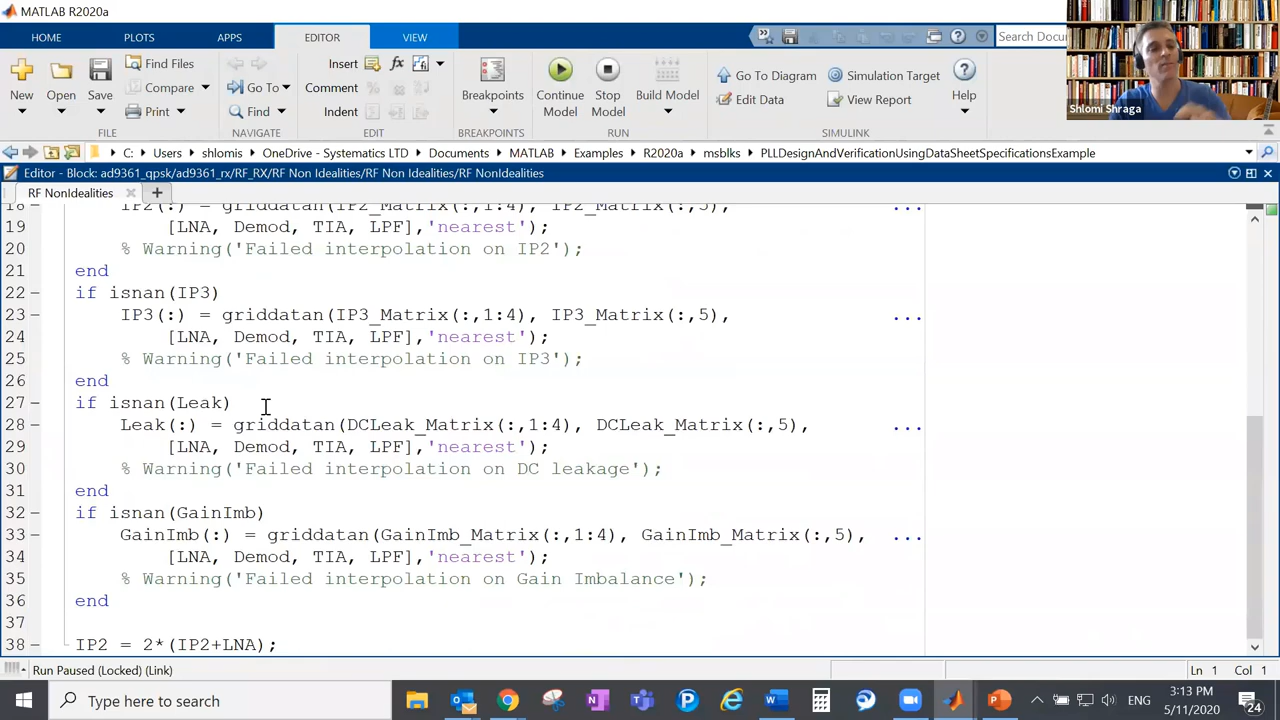 MATLAB R2020a
HOME PLOTS APPS EDITOR VIEW
Search Docu
New Open Save Find Files Compare Print
Go To Find
Insert fx Comment Indent
Breakpoints
Continue Model Stop Model Build Model
Go To Diagram Simulation Target
Edit Data View Report
Help
Shlomi Shraga
FILE NAVIGATE EDIT BREAKPOINTS RUN SIMULINK
C: Users shlomis OneDrive - Systematics LTD Documents MATLAB Examples R2020a msblks PLLDesignAndVerificationUsingDataSheetSpecificationsExample
Editor - Block: ad9361_qpsk/ad9361_rx/RF_RX/RF Non Idealities/RF Non Idealities/RF NonIdealities
RF NonIdealities
18 IP2(:) = griddatan(IP2_Matrix(:,1:4), IP2_Matrix(:,5), ...
19 [LNA, Demod, TIA, LPF],'nearest');
20 % Warning('Failed interpolation on IP2');
21 end
22 if isnan(IP3)
23 IP3(:) = griddatan(IP3_Matrix(:,1:4), IP3_Matrix(:,5), ...
24 [LNA, Demod, TIA, LPF],'nearest');
25 % Warning('Failed interpolation on IP3');
26 end
27 if isnan(Leak)
28 Leak(:) = griddatan(DCLeak_Matrix(:,1:4), DCLeak_Matrix(:,5), ...
29 [LNA, Demod, TIA, LPF],'nearest');
30 % Warning('Failed interpolation on DC leakage');
31 end
32 if isnan(GainImb)
33 GainImb(:) = griddatan(GainImb_Matrix(:,1:4), GainImb_Matrix(:,5), ...
34 [LNA, Demod, TIA, LPF],'nearest');
35 % Warning('Failed interpolation on Gain Imbalance');
36 end
37
38 IP2 = 2*(IP2+LNA);
Run Paused (Locked) (Link)
Ln 1 Col 1
Type here to search
ENG
3:13 PM
5/11/2020
24